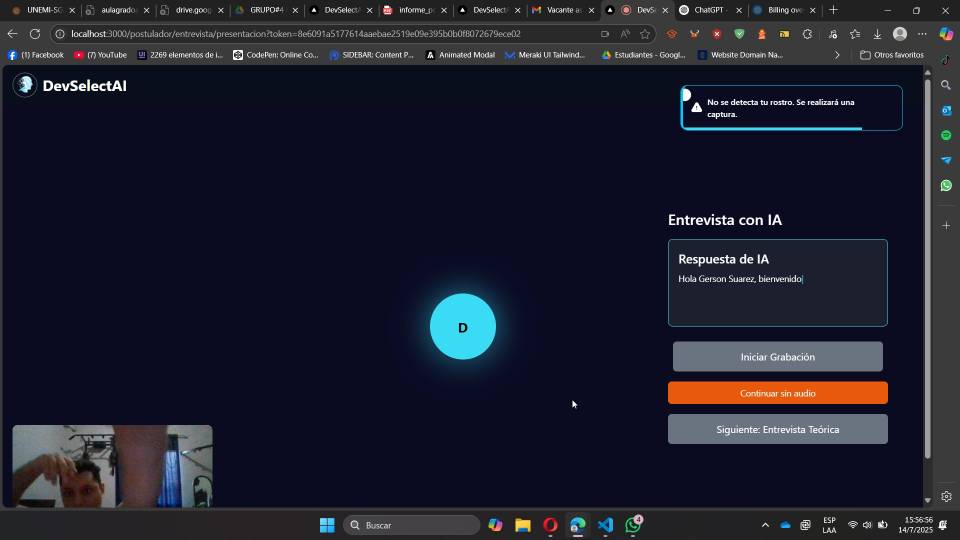 UNEMI-SG
aulagrado
drive.goog
GRUPO#4
DevSelectA
informe_p
DevSelectA
Vacante as
DevSe
ChatGPT
Billing ove
localhost:3000/postulador/entrevista/presentacion?token=8e6091a5177614aaebae2519e09e395b0b0f8072679ece02
(1) Facebook
(7) YouTube
2269 elementos de i...
CodePen: Online Co...
SIDEBAR: Content P...
Animated Modal
Meraki UI Tailwind...
Estudiantes - Googl...
Website Domain Na...
Otros favoritos
DevSelectAI
No se detecta tu rostro. Se realizará una
captura.
Entrevista con IA
Respuesta de IA
Hola Gerson Suarez, bienvenido
D
Iniciar Grabación
Continuar sin audio
Siguiente: Entrevista Teórica
Buscar
4
ESP
LAA
15:56:56
14/7/2025